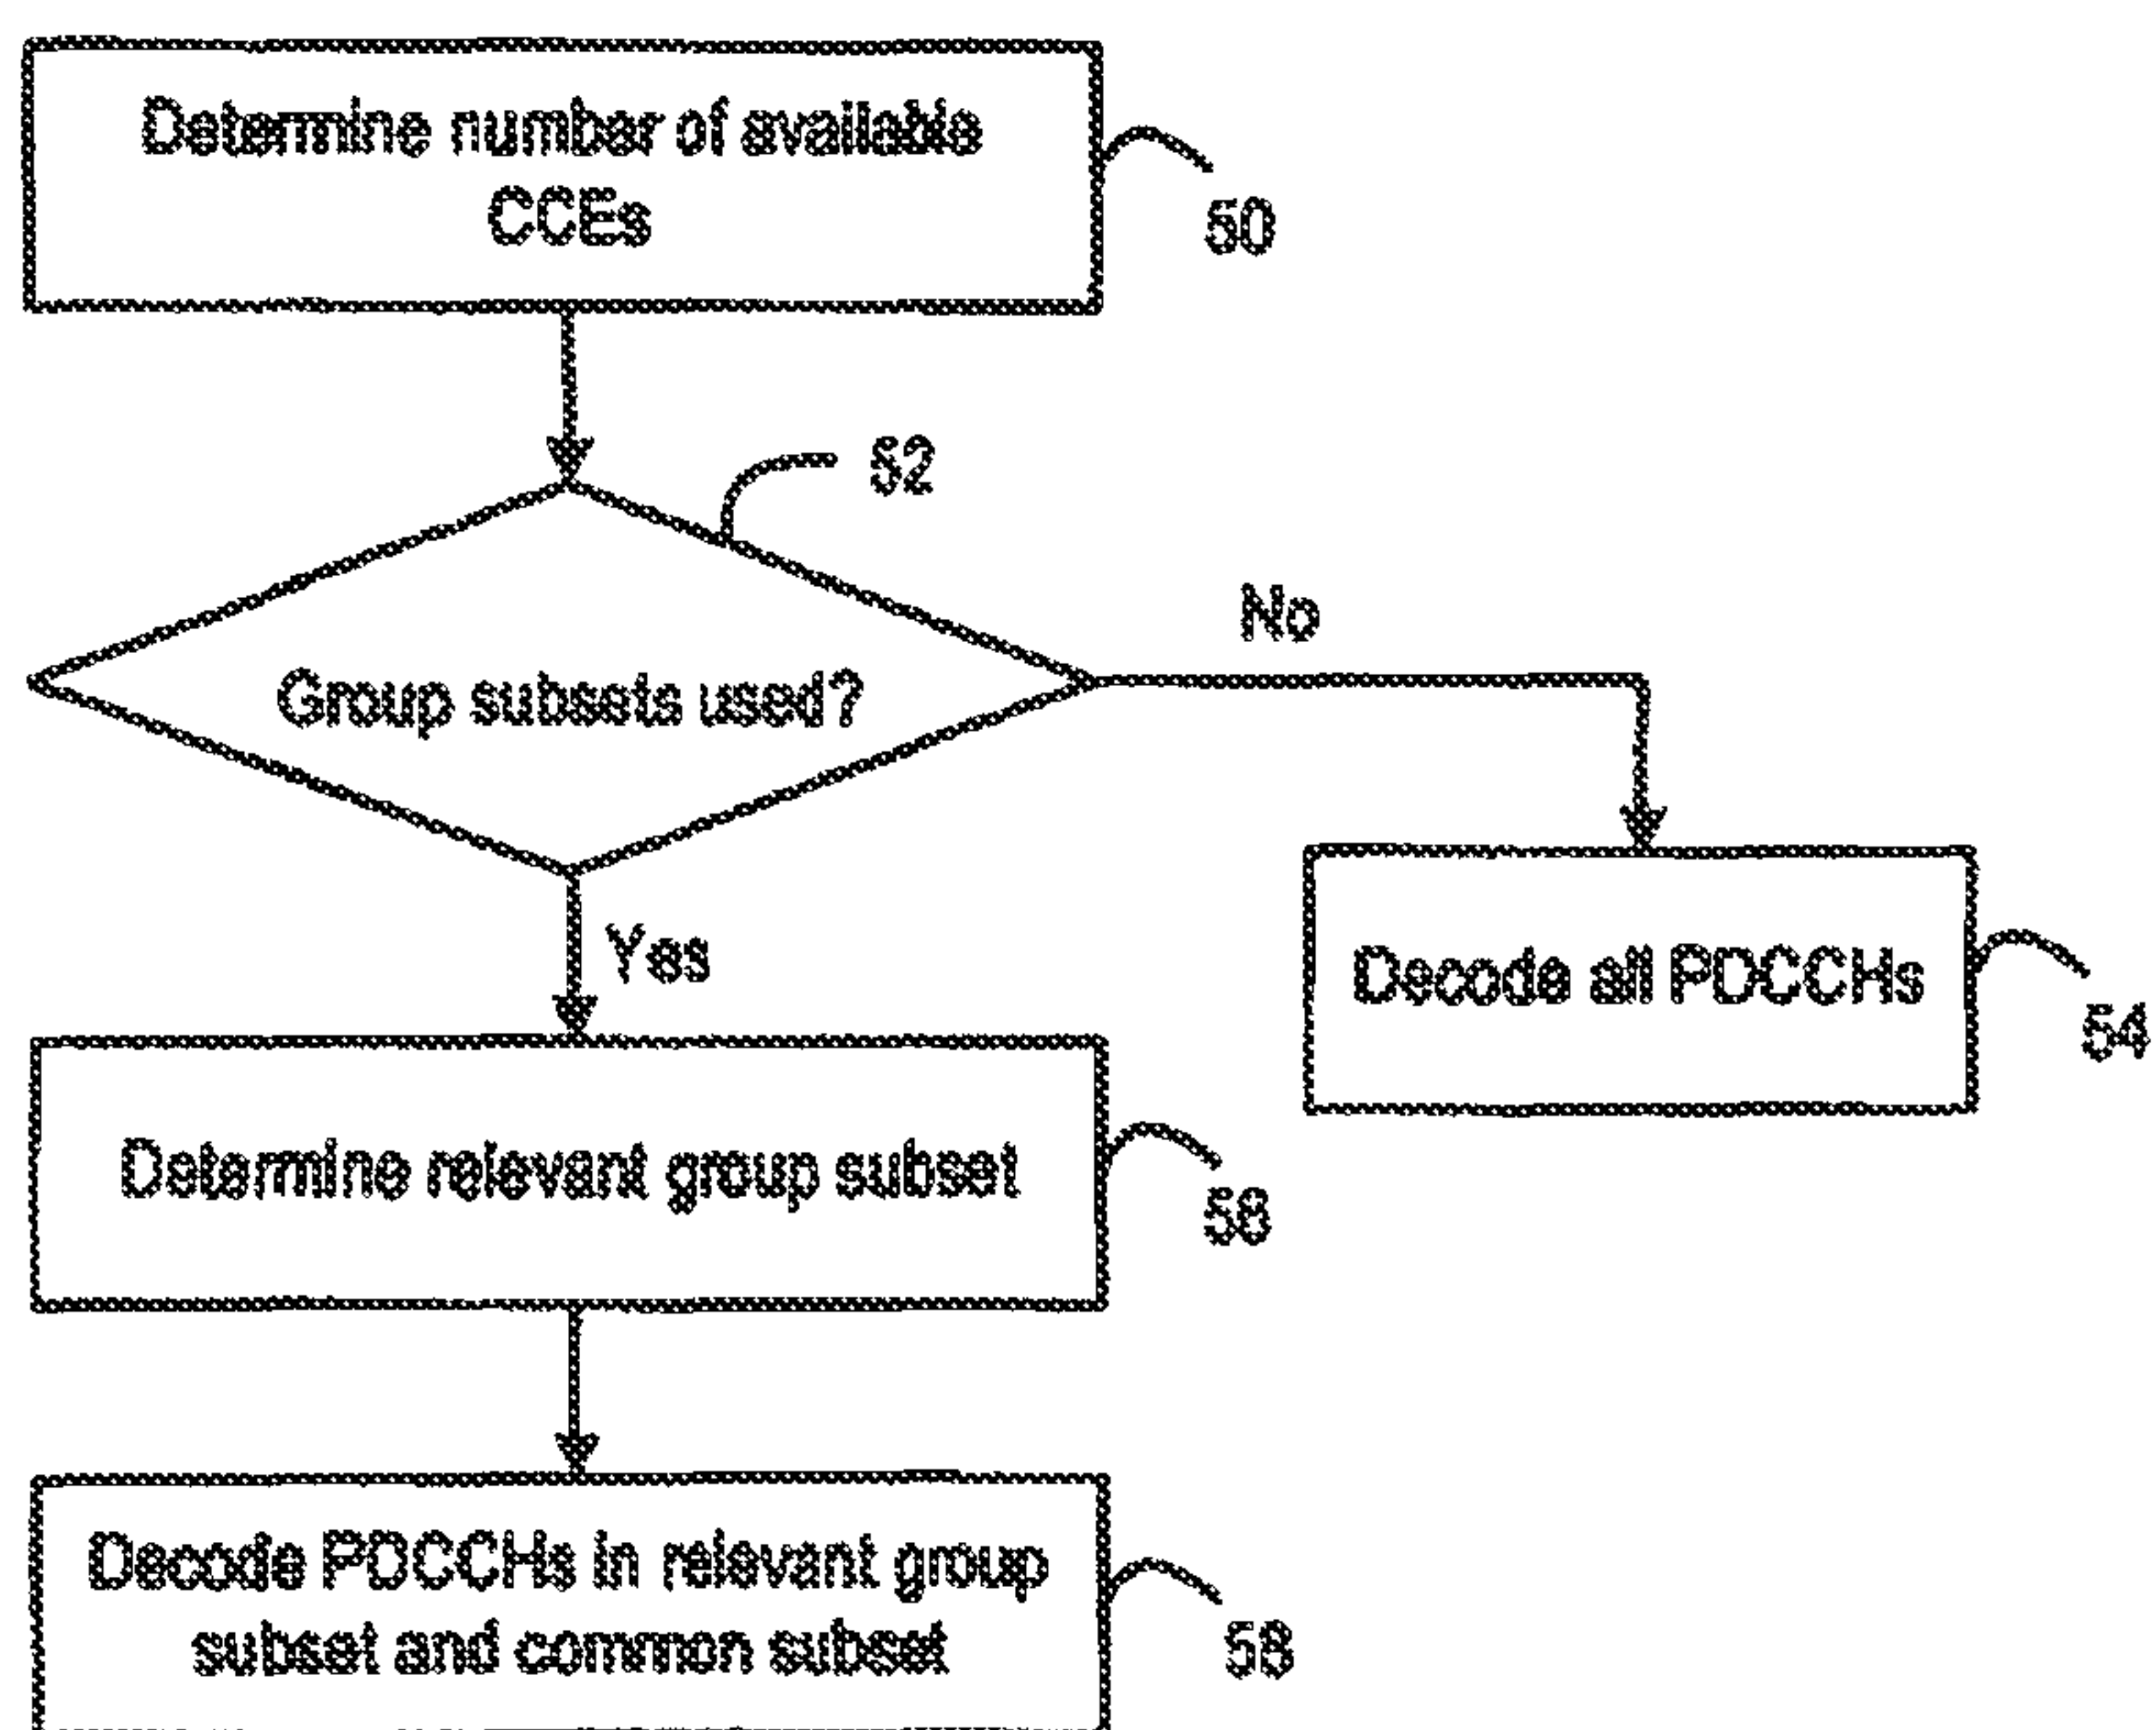 Determine number of available
CCEs
50
52
No
Group subsets used?
Yes
Decode all PDCCHs
54
Determine relevant group subset
Decode PDCCHs in relevant group
subset and common subset
58